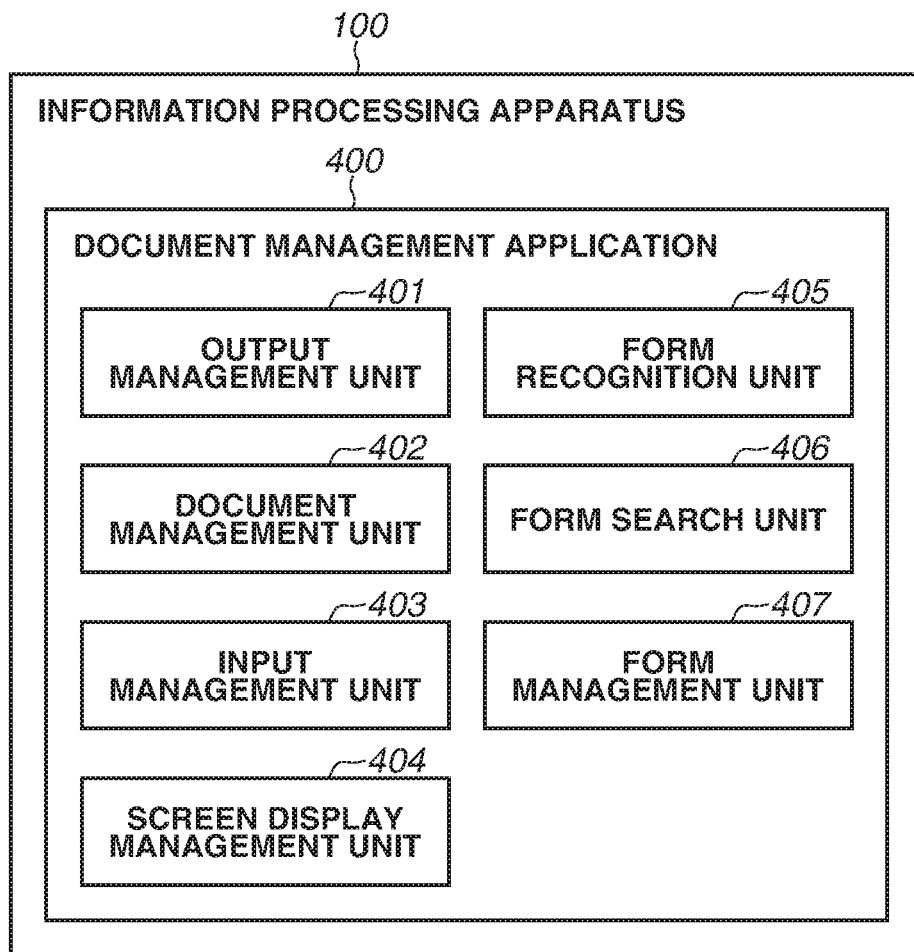 100
INFORMATION PROCESSING APPARATUS
400
DOCUMENT MANAGEMENT APPLICATION
401
OUTPUT
MANAGEMENT UNIT
405
FORM
RECOGNITION UNIT
402
DOCUMENT
MANAGEMENT UNIT
406
FORM SEARCH UNIT
403
INPUT
MANAGEMENT UNIT
407
FORM
MANAGEMENT UNIT
404
SCREEN DISPLAY
MANAGEMENT UNIT